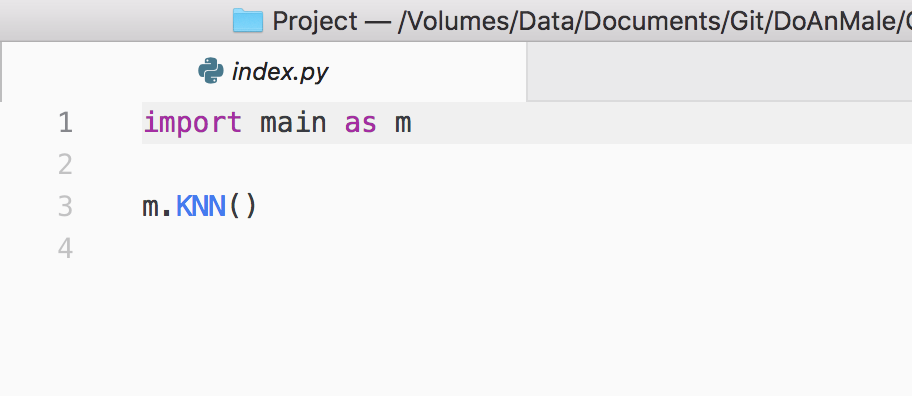 Project — /Volumes/Data/Documents/Git/DoAnMale/
index.py
1 import main as m
2
3 m.KNN()
4